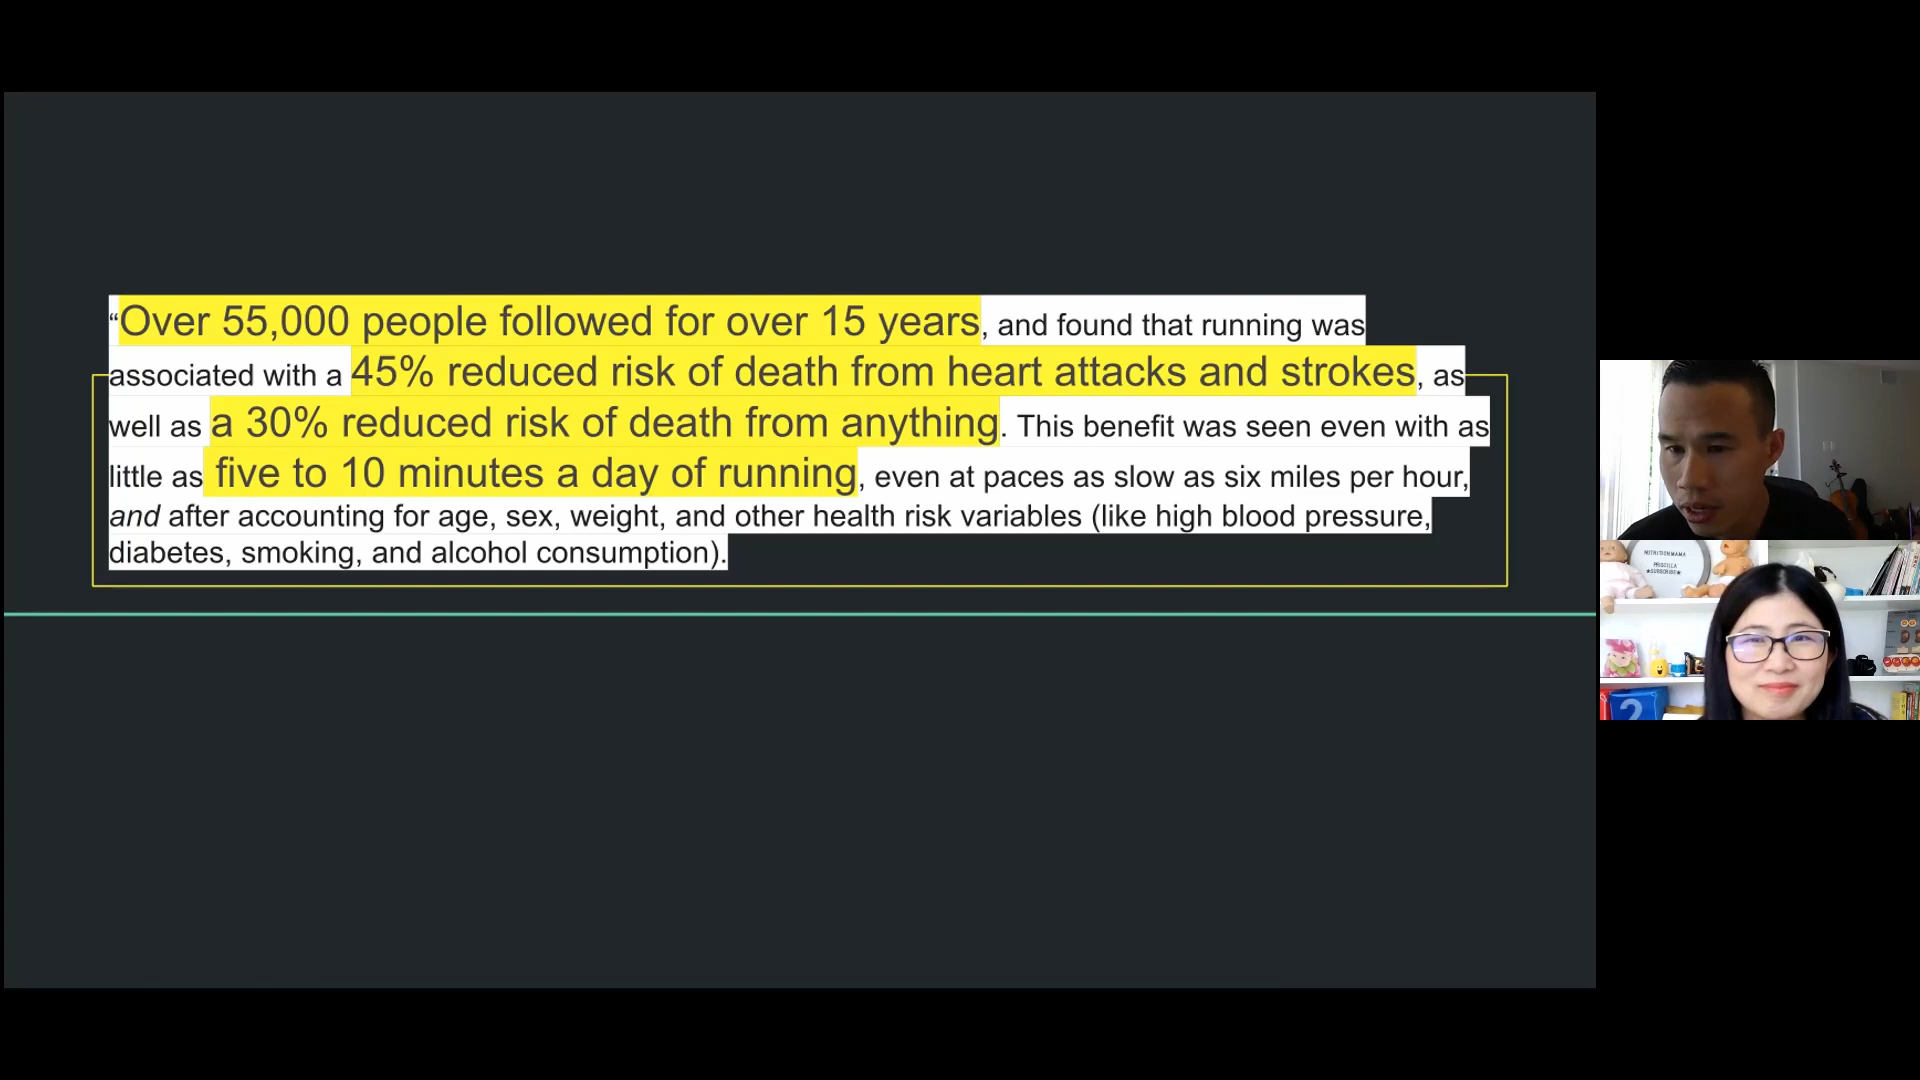 “Over 55,000 people followed for over 15 years, and found that running was
associated with a 45% reduced risk of death from heart attacks and strokes, as
well as a 30% reduced risk of death from anything. This benefit was seen even with as
little as five to 10 minutes a day of running, even at paces as slow as six miles per hour,
and after accounting for age, sex, weight, and other health risk variables (like high blood pressure,
diabetes, smoking, and alcohol consumption).
NUTRITIONMAMA
PRISCILLA
★SUBSCRIBE★
2